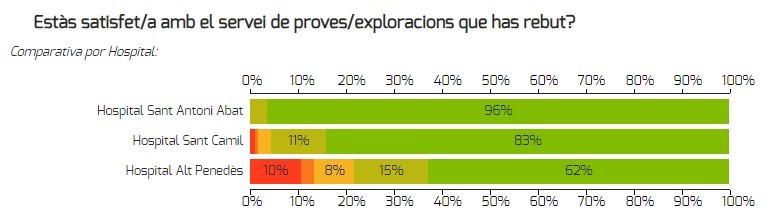 Estàs satisfet/a amb el servei de proves/exploracions que has rebut?
Comparativa por Hospital:
0% 10% 20% 30% 40% 50% 60% 70% 80% 90% 100%
Hospital Sant Antoni Abat 96%
Hospital Sant Camil 11% 83%
Hospital Alt Penedès 10% 8% 15% 62%
0% 10% 20% 30% 40% 50% 60% 70% 80% 90% 100%